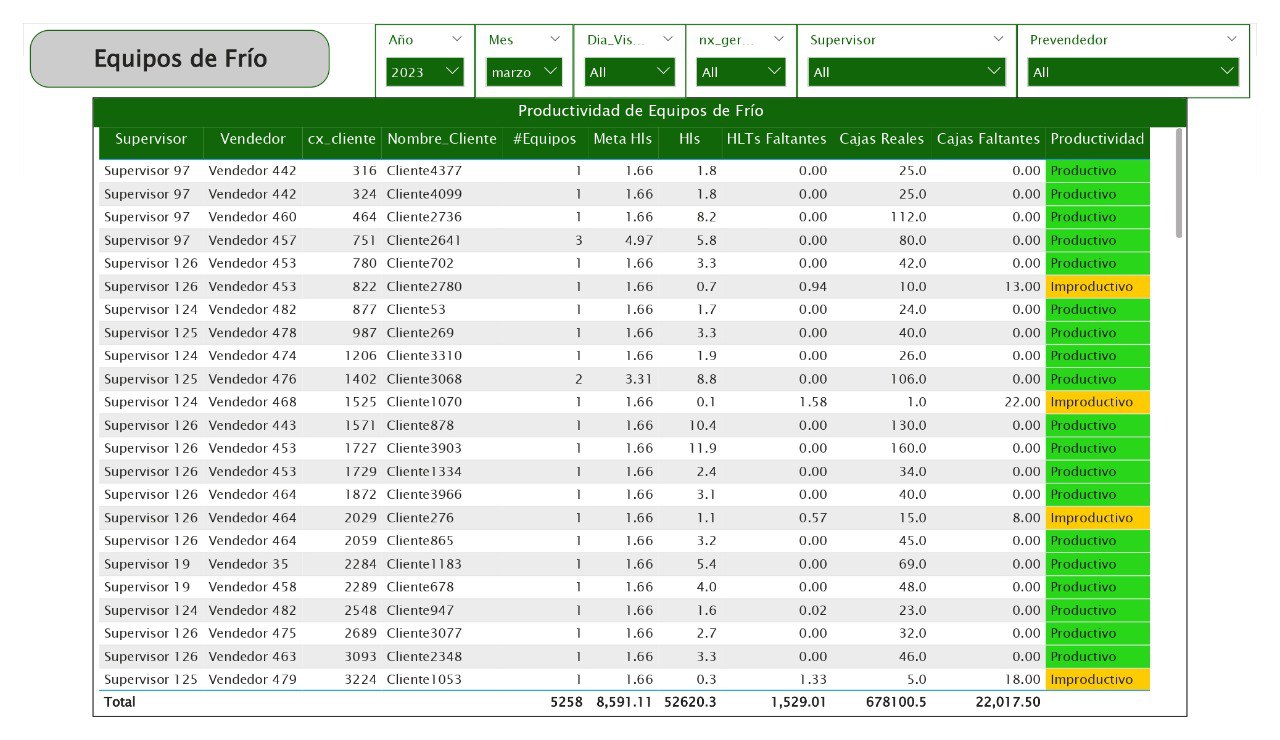 Equipos de Frío
Año Mes Dia_Vis... nx_ger... Supervisor Prevendedor
2023 marzo All All All All
Productividad de Equipos de Frío
Supervisor Vendedor cx_cliente Nombre_Cliente #Equipos Meta Hls Hls HLTs Faltantes Cajas Reales Cajas Faltantes Productividad
Supervisor 97 Vendedor 442 316 Cliente4377 1 1.66 1.8 0.00 25.0 0.00 Productivo
Supervisor 97 Vendedor 442 324 Cliente4099 1 1.66 1.8 0.00 25.0 0.00 Productivo
Supervisor 97 Vendedor 460 464 Cliente2736 1 1.66 8.2 0.00 112.0 0.00 Productivo
Supervisor 97 Vendedor 457 751 Cliente2641 3 4.97 5.8 0.00 80.0 0.00 Productivo
Supervisor 126 Vendedor 453 780 Cliente702 1 1.66 3.3 0.00 42.0 0.00 Productivo
Supervisor 126 Vendedor 453 822 Cliente2780 1 1.66 0.7 0.94 10.0 13.00 Improductivo
Supervisor 124 Vendedor 482 877 Cliente53 1 1.66 1.7 0.00 24.0 0.00 Productivo
Supervisor 125 Vendedor 478 987 Cliente269 1 1.66 3.3 0.00 40.0 0.00 Productivo
Supervisor 124 Vendedor 474 1206 Cliente3310 1 1.66 1.9 0.00 26.0 0.00 Productivo
Supervisor 125 Vendedor 476 1402 Cliente3068 2 3.31 8.8 0.00 106.0 0.00 Productivo
Supervisor 124 Vendedor 468 1525 Cliente1070 1 1.66 0.1 1.58 1.0 22.00 Improductivo
Supervisor 126 Vendedor 443 1571 Cliente878 1 1.66 10.4 0.00 130.0 0.00 Productivo
Supervisor 126 Vendedor 453 1727 Cliente3903 1 1.66 11.9 0.00 160.0 0.00 Productivo
Supervisor 126 Vendedor 453 1729 Cliente1334 1 1.66 2.4 0.00 34.0 0.00 Productivo
Supervisor 126 Vendedor 464 1872 Cliente3966 1 1.66 3.1 0.00 40.0 0.00 Productivo
Supervisor 126 Vendedor 464 2029 Cliente276 1 1.66 1.1 0.57 15.0 8.00 Improductivo
Supervisor 126 Vendedor 464 2059 Cliente865 1 1.66 3.2 0.00 45.0 0.00 Productivo
Supervisor 19 Vendedor 35 2284 Cliente1183 1 1.66 5.4 0.00 69.0 0.00 Productivo
Supervisor 19 Vendedor 458 2289 Cliente678 1 1.66 4.0 0.00 48.0 0.00 Productivo
Supervisor 124 Vendedor 482 2548 Cliente947 1 1.66 1.6 0.02 23.0 0.00 Productivo
Supervisor 126 Vendedor 475 2689 Cliente3077 1 1.66 2.7 0.00 32.0 0.00 Productivo
Supervisor 126 Vendedor 463 3093 Cliente2348 1 1.66 3.3 0.00 46.0 0.00 Productivo
Supervisor 125 Vendedor 479 3224 Cliente1053 1 1.66 0.3 1.33 5.0 18.00 Improductivo
Total 5258 8,591.11 52620.3 1,529.01 678100.5 22,017.50